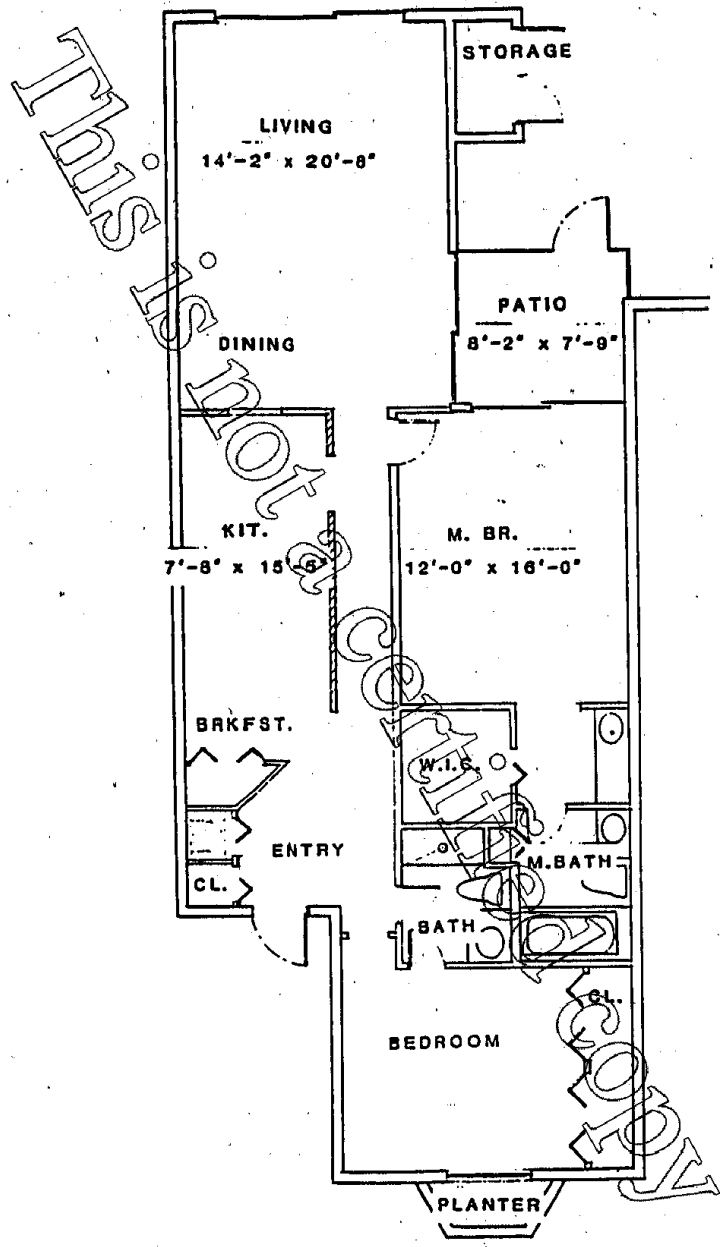 STORAGE
LIVING
14'-2" x 20'-8"
PATIO
8'-2" x 7'-9"
DINING
KIT.
7'-8" x 15'-5"
M. BR.
12'-0" x 16'-0"
BRKFST.
W.I.C.
ENTRY
M.BATH
CL.
BATH
CL.
BEDROOM
PLANTER
This is not a certified copy